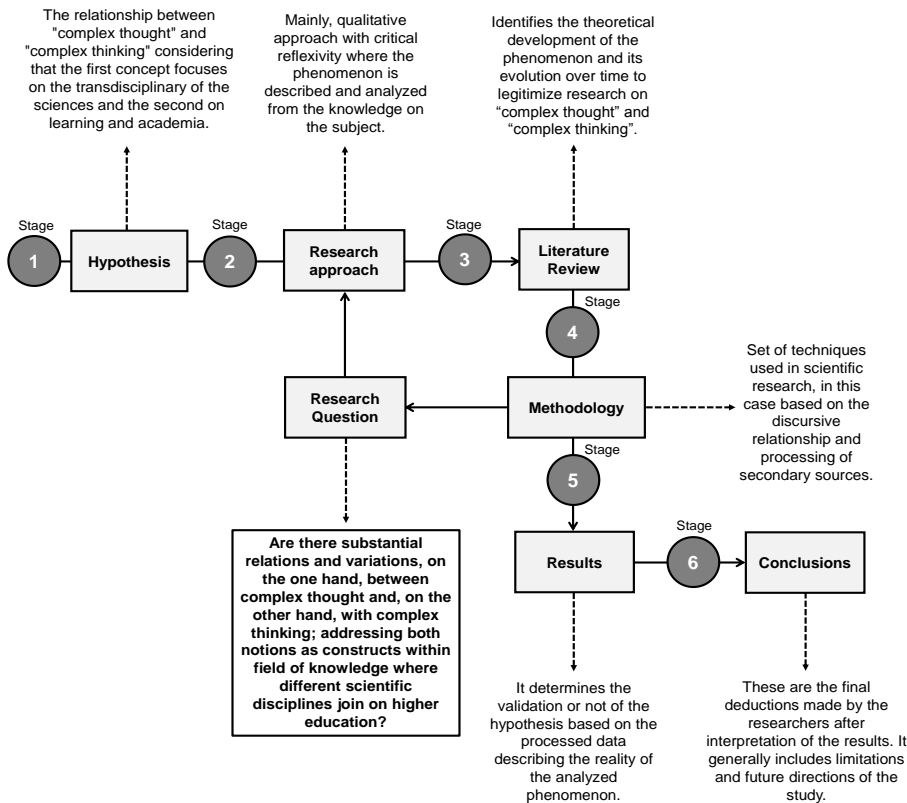 The relationship between
"complex thought" and
"complex thinking" considering
that the first concept focuses
on the transdisciplinary of the
sciences and the second on
learning and academia.
Mainly, qualitative
approach with critical
reflexivity where the
phenomenon is
described and analyzed
from the knowledge on
the subject.
Identifies the theoretical
development of the
phenomenon and its
evolution over time to
legitimize research on
“complex thought” and
“complex thinking”.
Stage
1
Hypothesis
Stage
2
Research
approach
Stage
3
Literature
Review
Stage
4
Research
Question
Methodology
Set of techniques
used in scientific
research, in this
case based on the
discursive
relationship and
processing of
secondary sources.
Stage
5
Are there substantial
relations and variations, on
the one hand, between
complex thought and, on the
other hand, with complex
thinking; addressing both
notions as constructs within
field of knowledge where
different scientific
disciplines join on higher
education?
Results
Stage
6
Conclusions
It determines the
validation or not of the
hypothesis based on the
processed data
describing the reality of
the analyzed
phenomenon.
These are the final
deductions made by the
researchers after
interpretation of the results. It
generally includes limitations
and future directions of the
study.